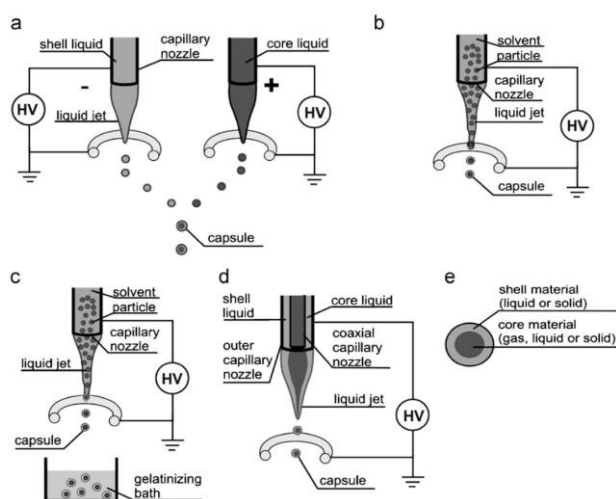 a
shell liquid
capillary
nozzle
core liquid
HV
-
+
HV
liquid jet
capsule
b
solvent
particle
capillary
nozzle
liquid jet
HV
capsule
c
solvent
particle
capillary
nozzle
liquid jet
HV
capsule
gelatinizing
bath
d
shell
liquid
core liquid
coaxial
capillary
nozzle
outer
capillary
nozzle
liquid jet
HV
capsule
e
shell material
(liquid or solid)
core material
(gas, liquid or solid)